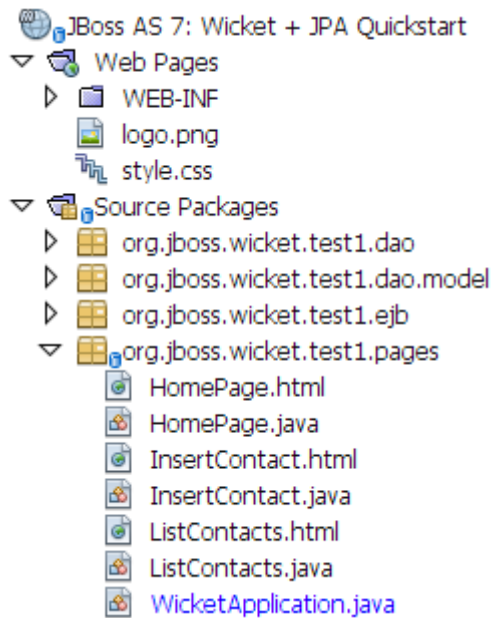 JBoss AS 7: Wicket + JPA Quickstart
Web Pages
WEB-INF
logo.png
style.css
Source Packages
org.jboss.wicket.test1.dao
org.jboss.wicket.test1.dao.model
org.jboss.wicket.test1.ejb
org.jboss.wicket.test1.pages
HomePage.html
HomePage.java
InsertContact.html
InsertContact.java
ListContacts.html
ListContacts.java
WicketApplication.java